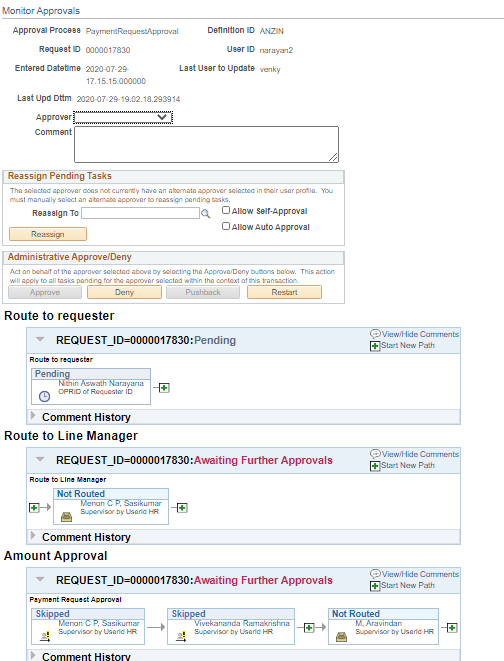 Monitor Approvals
Approval Process PaymentRequestApproval Definition ID ANZIN
Request ID 0000017830 User ID narayan2
Entered Datetime 2020-07-29-17.15.15.000000 Last User to Update venky
Last Upd Dttm 2020-07-29-19.02.18.293914
Approver
Comment
Reassign Pending Tasks
The selected approver does not currently have an alternate approver selected in their user profile. You
must manually select an alternate approver to reassign pending tasks.
Reassign To Allow Self-Approval
Allow Auto Approval
Reassign
Administrative Approve/Deny
Act on behalf of the approver selected above by selecting the Approve/Deny buttons below. This action
will apply to all tasks pending for the approver selected within the context of this transaction.
Approve Deny Pushback Restart
Route to requester
REQUEST_ID=0000017830:Pending View/Hide Comments
Start New Path
Route to requester
Pending
Nithin Aswath Narayana
OPRID of Requester ID
Comment History
Route to Line Manager
REQUEST_ID=0000017830:Awaiting Further Approvals View/Hide Comments
Start New Path
Route to Line Manager
Not Routed
Menon C P, Sasikumar
Supervisor by UserId HR
Comment History
Amount Approval
REQUEST_ID=0000017830:Awaiting Further Approvals View/Hide Comments
Start New Path
Payment Request Approval
Skipped Skipped Not Routed
Menon C P, Sasikumar Vivekananda Ramakrishna M, Aravindan
Supervisor by UserId HR Supervisor by UserId HR Supervisor by UserId HR
Comment History